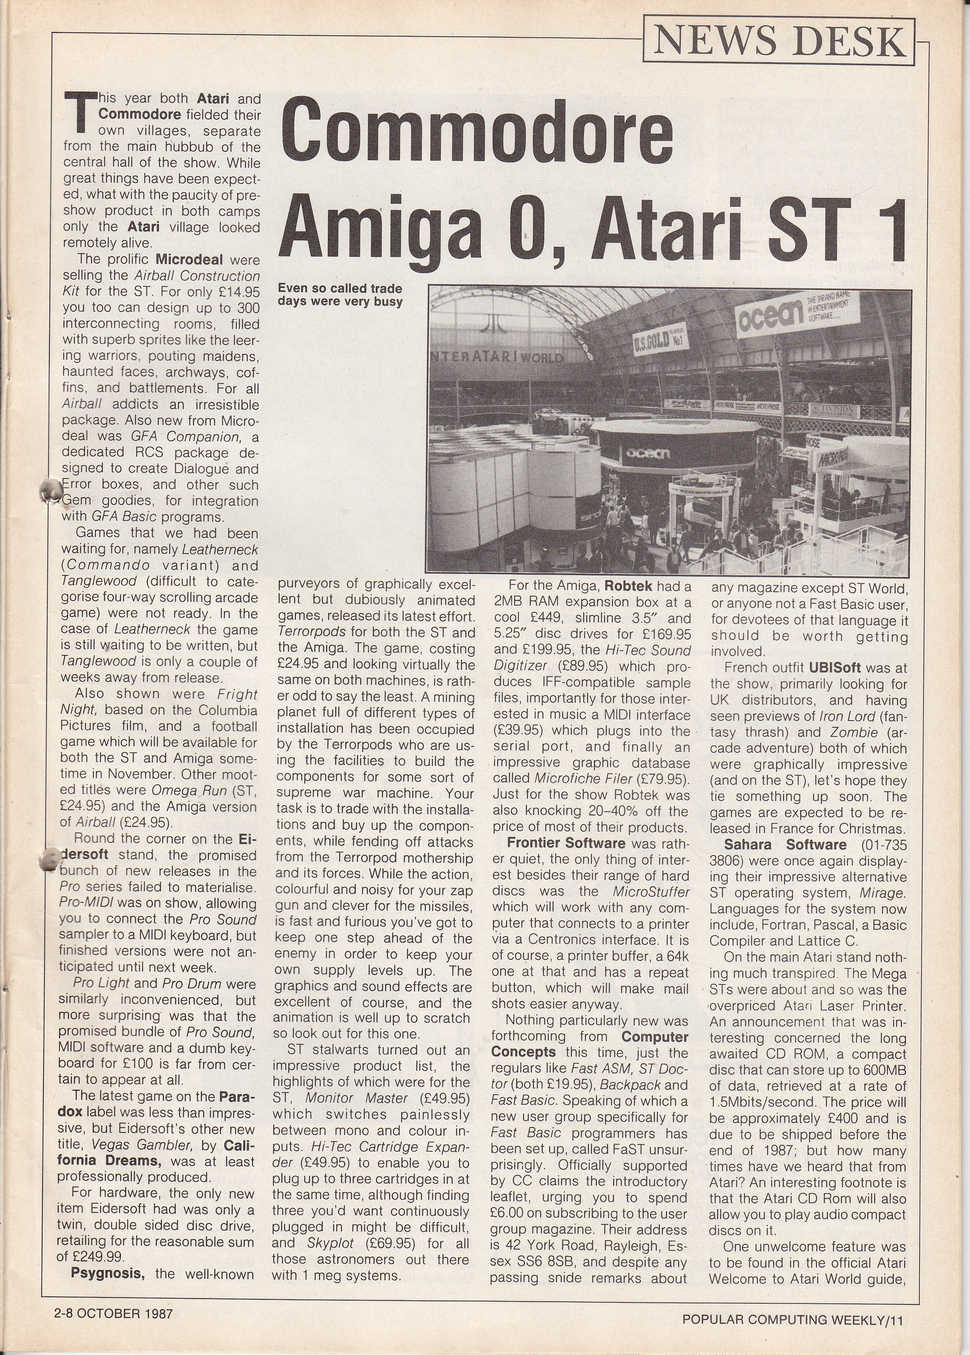 NEWS DESK
Commodore
Amiga 0, Atari ST 1
This year both Atari and
Commodore fielded their
own villages, separate
from the main hubbub of the
central hall of the show. While
great things have been expect-
ed, what with the paucity of pre-
show product in both camps
only the Atari village looked
remotely alive.
The prolific Microdeal were
selling the Airball Construction
Kit for the ST. For only £14.95
you too can design up to 300
interconnecting rooms, filled
with superb sprites like the leer-
ing warriors, pouting maidens,
haunted faces, archways, cof-
fins, and battlements. For all
Airball addicts an irresistible
package. Also new from Micro-
deal was GFA Companion, a
dedicated RCS package de-
signed to create Dialogue and
Error boxes, and other such
Gem goodies, for integration
with GFA Basic programs.
Games that we had been
waiting for, namely Leatherneck
(Commando variant) and
Tanglewood (difficult to cate-
gorise four-way scrolling arcade
game) were not ready. In the
case of Leatherneck the game
is still waiting to be written, but
Tanglewood is only a couple of
weeks away from release.
Also shown were Fright
Night, based on the Columbia
Pictures film, and a football
game which will be available for
both the ST and Amiga some-
time in November. Other moot-
ed titles were Omega Run (ST,
£24.95) and the Amiga version
of Airball (£24.95).
Round the corner on the Ei-
dersoft stand, the promised
bunch of new releases in the
Pro series failed to materialise.
Pro-MIDI was on show, allowing
you to connect the Pro Sound
sampler to a MIDI keyboard, but
finished versions were not an-
ticipated until next week.
Pro Light and Pro Drum were
similarly inconvenienced, but
more surprising was that the
promised bundle of Pro Sound,
MIDI software and a dumb key-
board for £100 is far from cer-
tain to appear at all.
The latest game on the Para-
dox label was less than impres-
sive, but Eidersoft's other new
title, Vegas Gambler, by Cali-
fornia Dreams, was at least
professionally produced.
For hardware, the only new
item Eidersoft had was only a
twin, double sided disc drive,
retailing for the reasonable sum
of £249.99.
Psygnosis, the well-known
Even so called trade
days were very busy
NTER ATARI WORLD
U.S. GOLD
No1
ocean
THE BRAND NAME
IN ENTERTAINMENT
SOFTWARE...
ocean
purveyors of graphically excel-
lent but dubiously animated
games, released its latest effort.
Terrorpods for both the ST and
the Amiga. The game, costing
£24.95 and looking virtually the
same on both machines, is rath-
er odd to say the least. A mining
planet full of different types of
installation has been occupied
by the Terrorpods who are us-
ing the facilities to build the
components for some sort of
supreme war machine. Your
task is to trade with the installa-
tions and buy up the compon-
ents, while fending off attacks
from the Terrorpod mothership
and its forces. While the action,
colourful and noisy for your zap
gun and clever for the missiles,
is fast and furious you've got to
keep one step ahead of the
enemy in order to keep your
own supply levels up. The
graphics and sound effects are
excellent of course, and the
animation is well up to scratch
so look out for this one.
ST stalwarts turned out an
impressive product list, the
highlights of which were for the
ST, Monitor Master (£49.95)
which switches painlessly
between mono and colour in-
puts. Hi-Tec Cartridge Expan-
der (£49.95) to enable you to
plug up to three cartridges in at
the same time, although finding
three you'd want continuously
plugged in might be difficult,
and Skyplot (£69.95) for all
those astronomers out there
with 1 meg systems.
For the Amiga, Robtek had a
2MB RAM expansion box at a
cool £449, slimline 3.5″ and
5.25″ disc drives for £169.95
and £199.95, the Hi-Tec Sound
Digitizer (£89.95) which pro-
duces IFF-compatible sample
files, importantly for those inter-
ested in music a MIDI interface
(£39.95) which plugs into the
serial port, and finally an
impressive graphic database
called Microfiche Filer (£79.95).
Just for the show Robtek was
also knocking 20–40% off the
price of most of their products.
Frontier Software was rath-
er quiet, the only thing of inter-
est besides their range of hard
discs was the MicroStuffer
which will work with any com-
puter that connects to a printer
via a Centronics interface. It is
of course, a printer buffer, a 64k
one at that and has a repeat
button, which will make mail
shots easier anyway.
Nothing particularly new was
forthcoming from Computer
Concepts this time, just the
regulars like Fast ASM, ST Doc-
tor (both £19.95), Backpack and
Fast Basic. Speaking of which a
new user group specifically for
Fast Basic programmers has
been set up, called FaST unsur-
prisingly. Officially supported
by CC claims the introductory
leaflet, urging you to spend
£6.00 on subscribing to the user
group magazine. Their address
is 42 York Road, Rayleigh, Es-
sex SS6 8SB, and despite any
passing snide remarks about
any magazine except ST World,
or anyone not a Fast Basic user,
for devotees of that language it
should be worth getting
involved.
French outfit UBISoft was at
the show, primarily looking for
UK distributors, and having
seen previews of Iron Lord (fan-
tasy thrash) and Zombie (ar-
cade adventure) both of which
were graphically impressive
(and on the ST), let's hope they
tie something up soon. The
games are expected to be re-
leased in France for Christmas.
Sahara Software (01-735
3806) were once again display-
ing their impressive alternative
ST operating system, Mirage.
Languages for the system now
include, Fortran, Pascal, a Basic
Compiler and Lattice C.
On the main Atari stand noth-
ing much transpired. The Mega
STs were about and so was the
overpriced Atari Laser Printer.
An announcement that was in-
teresting concerned the long
awaited CD ROM, a compact
disc that can store up to 600MB
of data, retrieved at a rate of
1.5Mbits/second. The price will
be approximately £400 and is
due to be shipped before the
end of 1987; but how many
times have we heard that from
Atari? An interesting footnote is
that the Atari CD Rom will also
allow you to play audio compact
discs on it.
One unwelcome feature was
to be found in the official Atari
Welcome to Atari World guide,
2-8 OCTOBER 1987
POPULAR COMPUTING WEEKLY/11